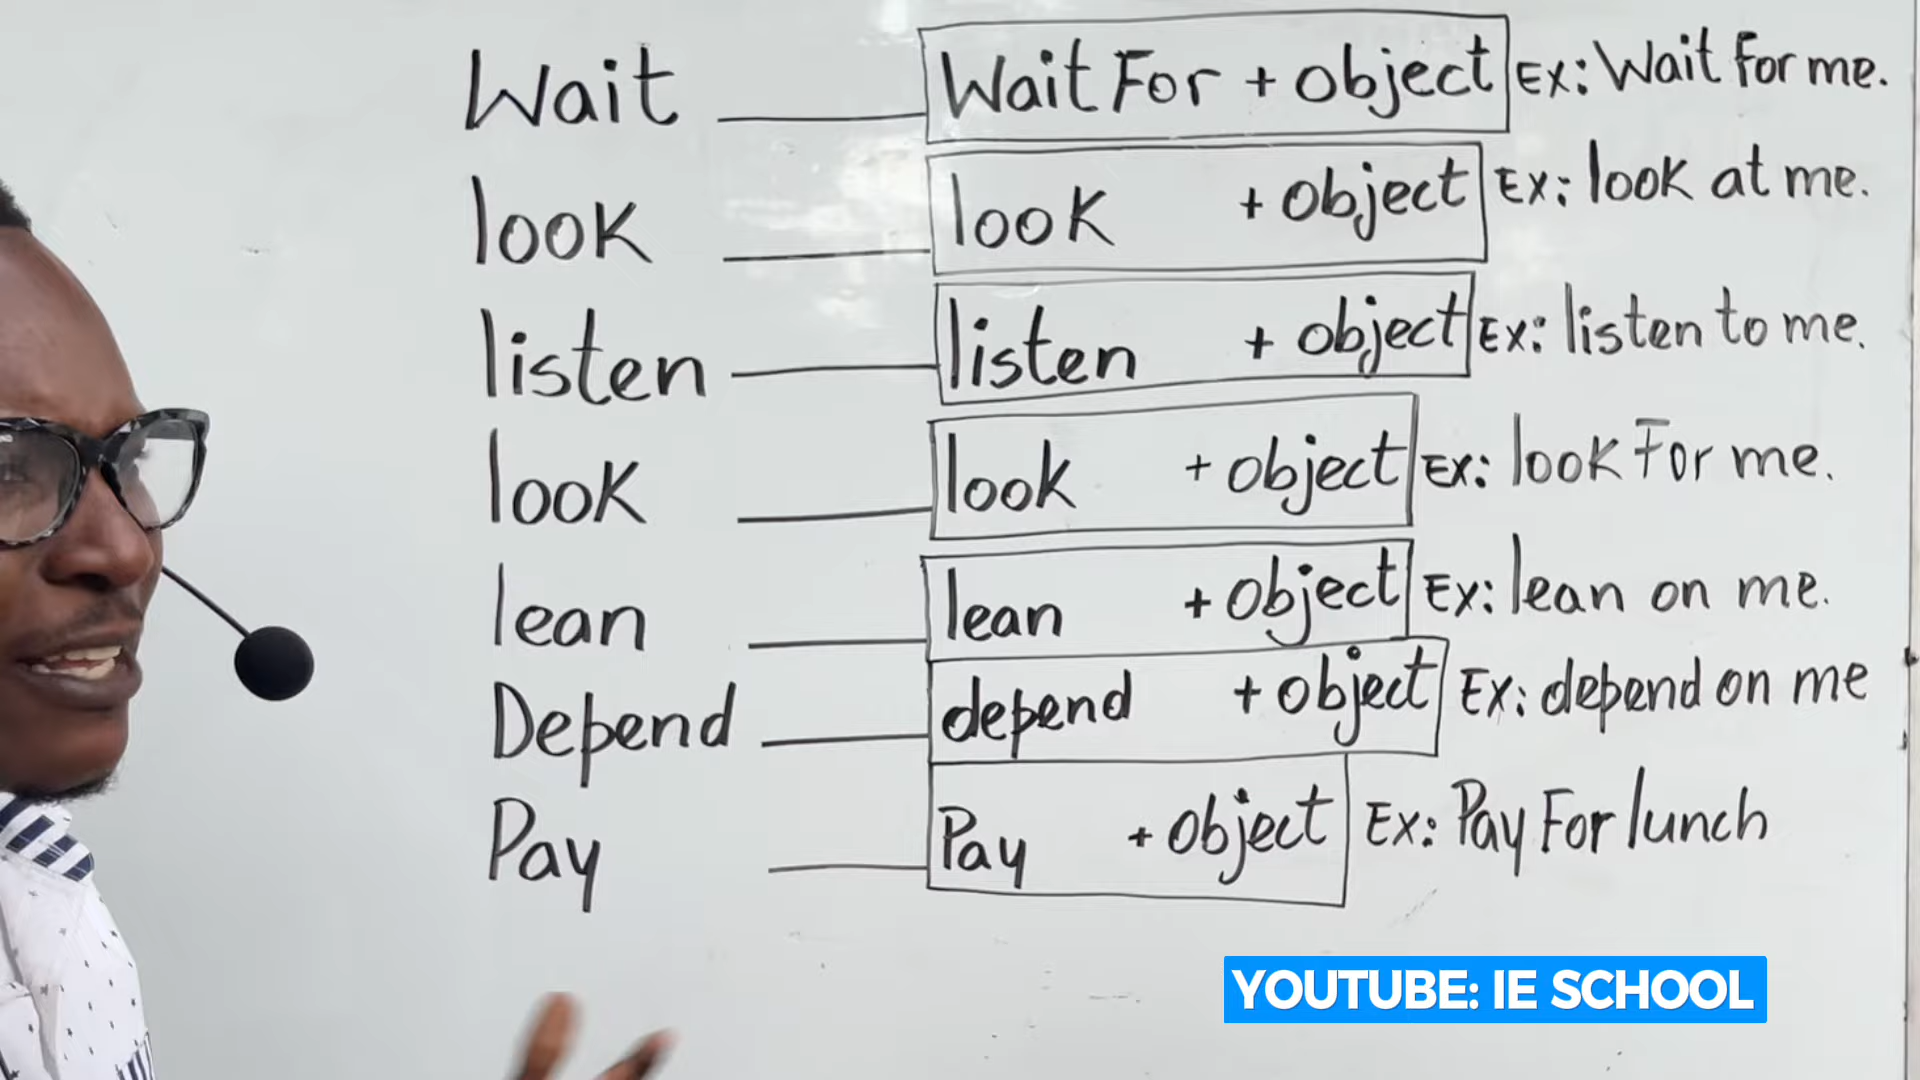 Wait Wait For + object Ex: Wait For me.
look look + object Ex: look at me.
listen listen + object Ex: listen to me.
look look + object Ex: look For me.
lean lean + object Ex: lean on me.
Depend depend + object Ex: depend on me
Pay Pay + object Ex: Pay For lunch
YOUTUBE: IE SCHOOL